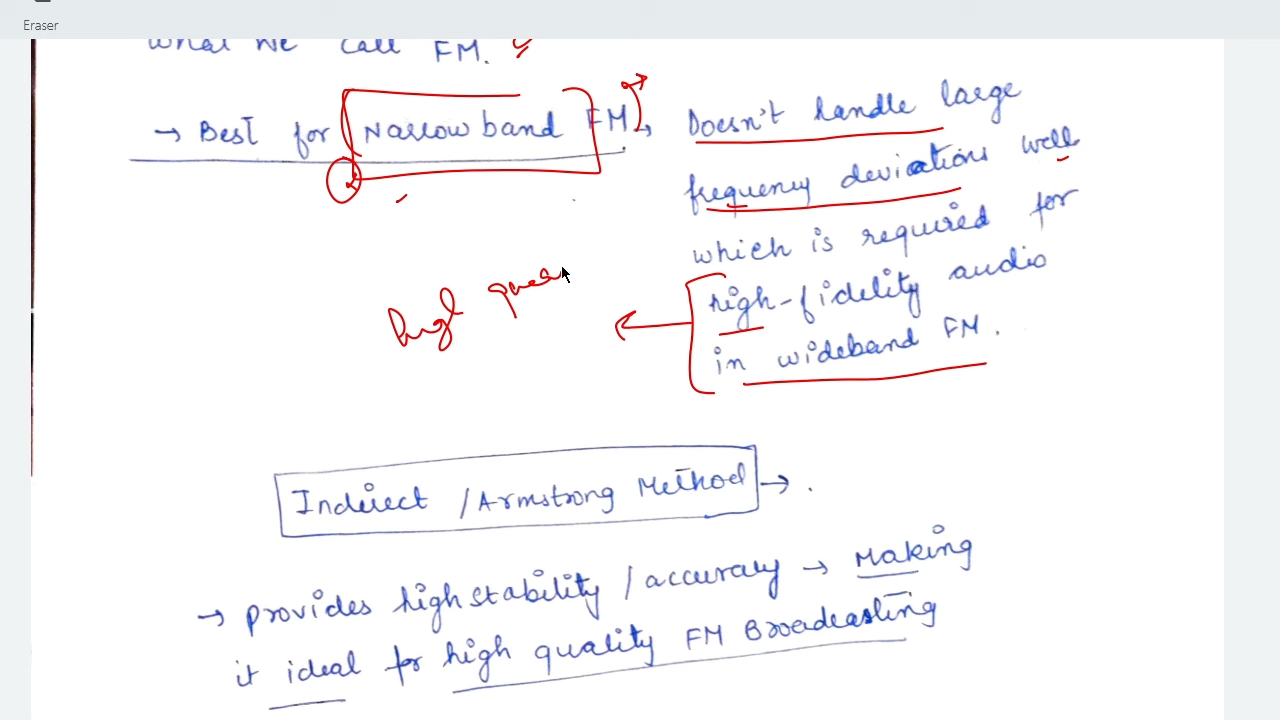 Eraser
what we call FM.
→ Best for Narrowband FM → Doesn't handle large
frequency deviations well
which is required for
high-fidelity audio
in wideband FM.
high
Indirect /Armstrong Method → .
→ provides high stability /accuracy → Making
it ideal for high quality FM Broadcasting